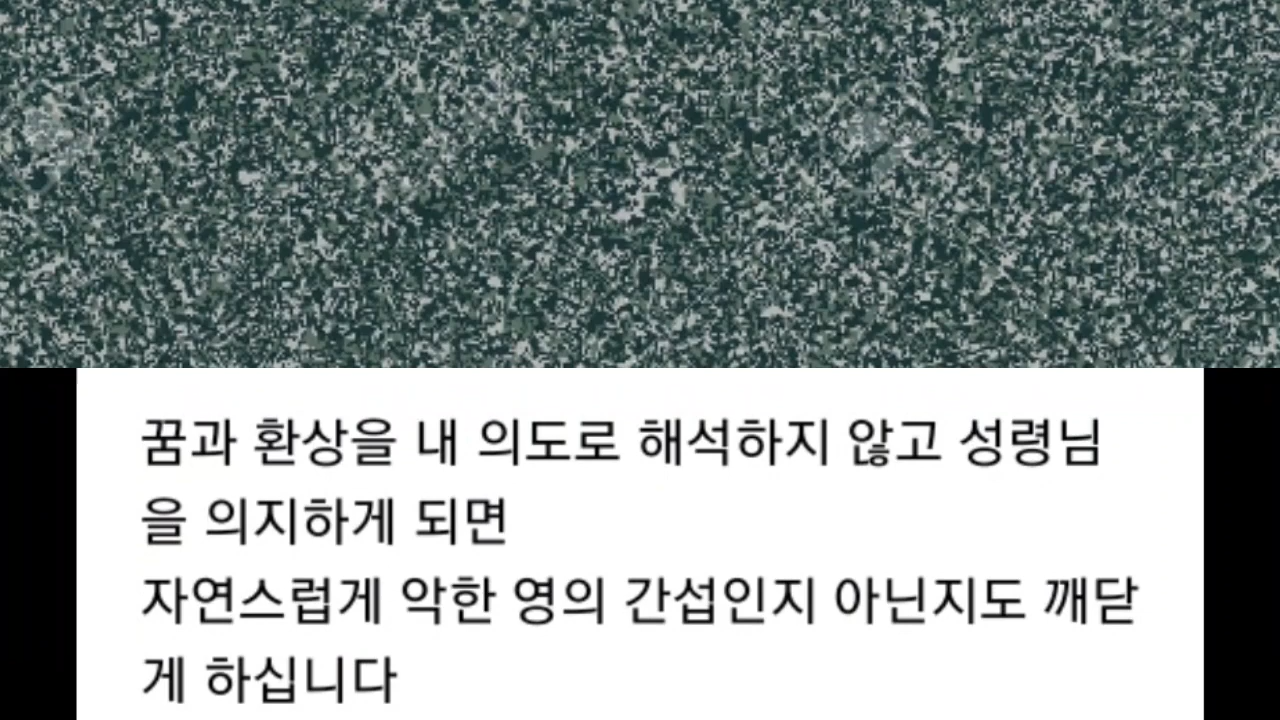 꿈과 환상을 내 의도로 해석하지 않고 성령님
을 의지하게 되면
자연스럽게 악한 영의 간섭인지 아닌지도 깨닫
게 하십니다